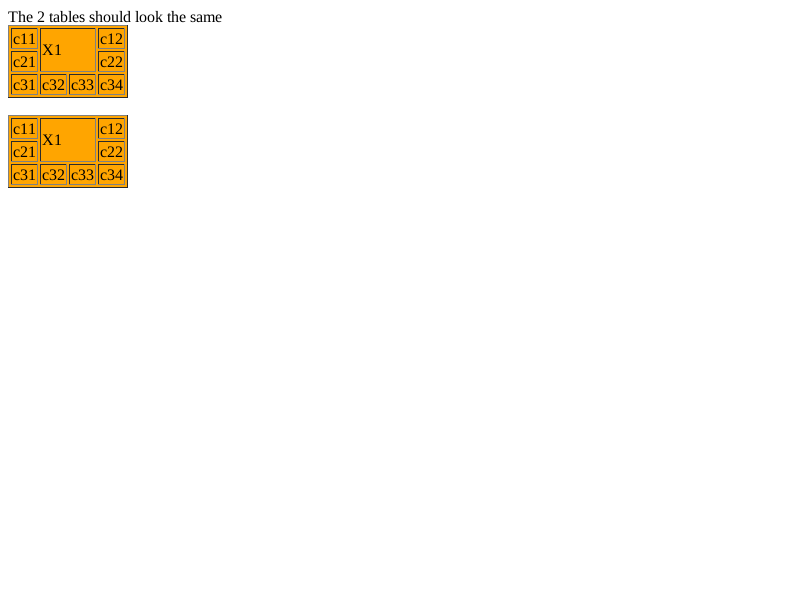 The 2 tables should look the same
c11 X1 c12
c21 c22
c31 c32 c33 c34
c11 X1 c12
c21 c22
c31 c32 c33 c34